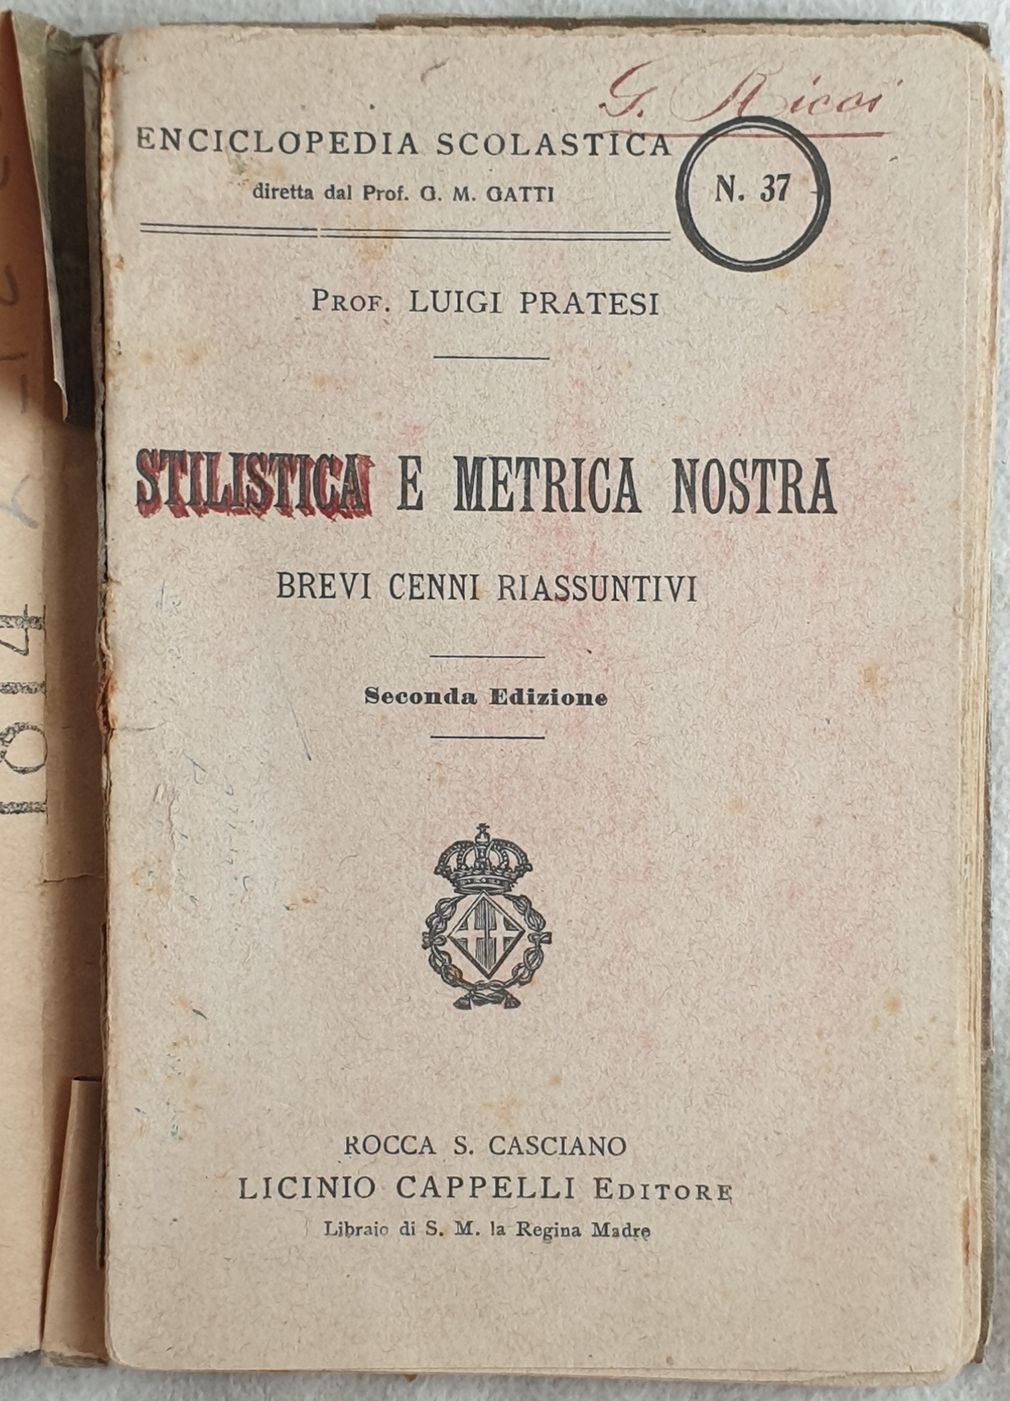 G. Ricci
ENCICLOPEDIA SCOLASTICA
diretta dal Prof. G. M. GATTI
N. 37
PROF. LUIGI PRATESI
STILISTICA E METRICA NOSTRA
BREVI CENNI RIASSUNTIVI
Seconda Edizione
ROCCA S. CASCIANO
LICINIO CAPPELLI EDITORE
Libraio di S. M. la Regina Madre